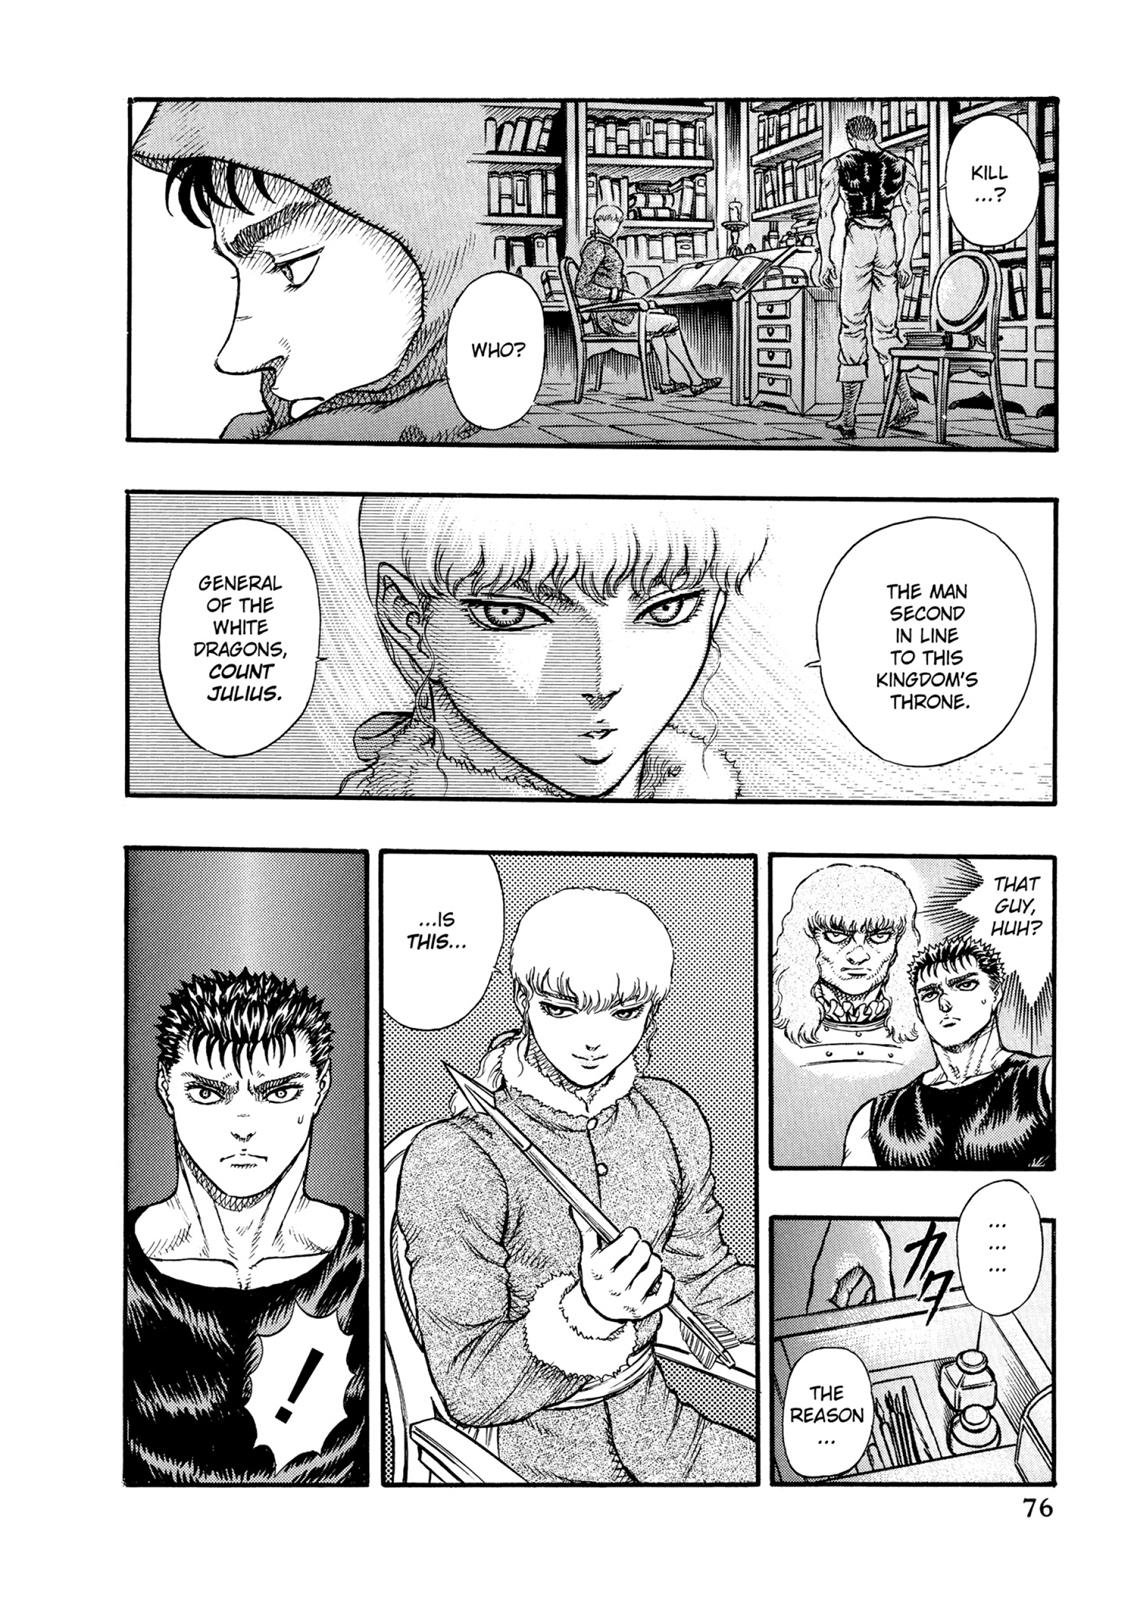 KILL
...?
WHO?
THE MAN
SECOND
IN LINE
TO THIS
KINGDOM'S
THRONE.
GENERAL
OF THE
WHITE
DRAGONS,
COUNT
JULIUS.
THAT
GUY,
HUH?
...
...
...
カタ
THE
REASON
...
...IS
THIS...
!
76